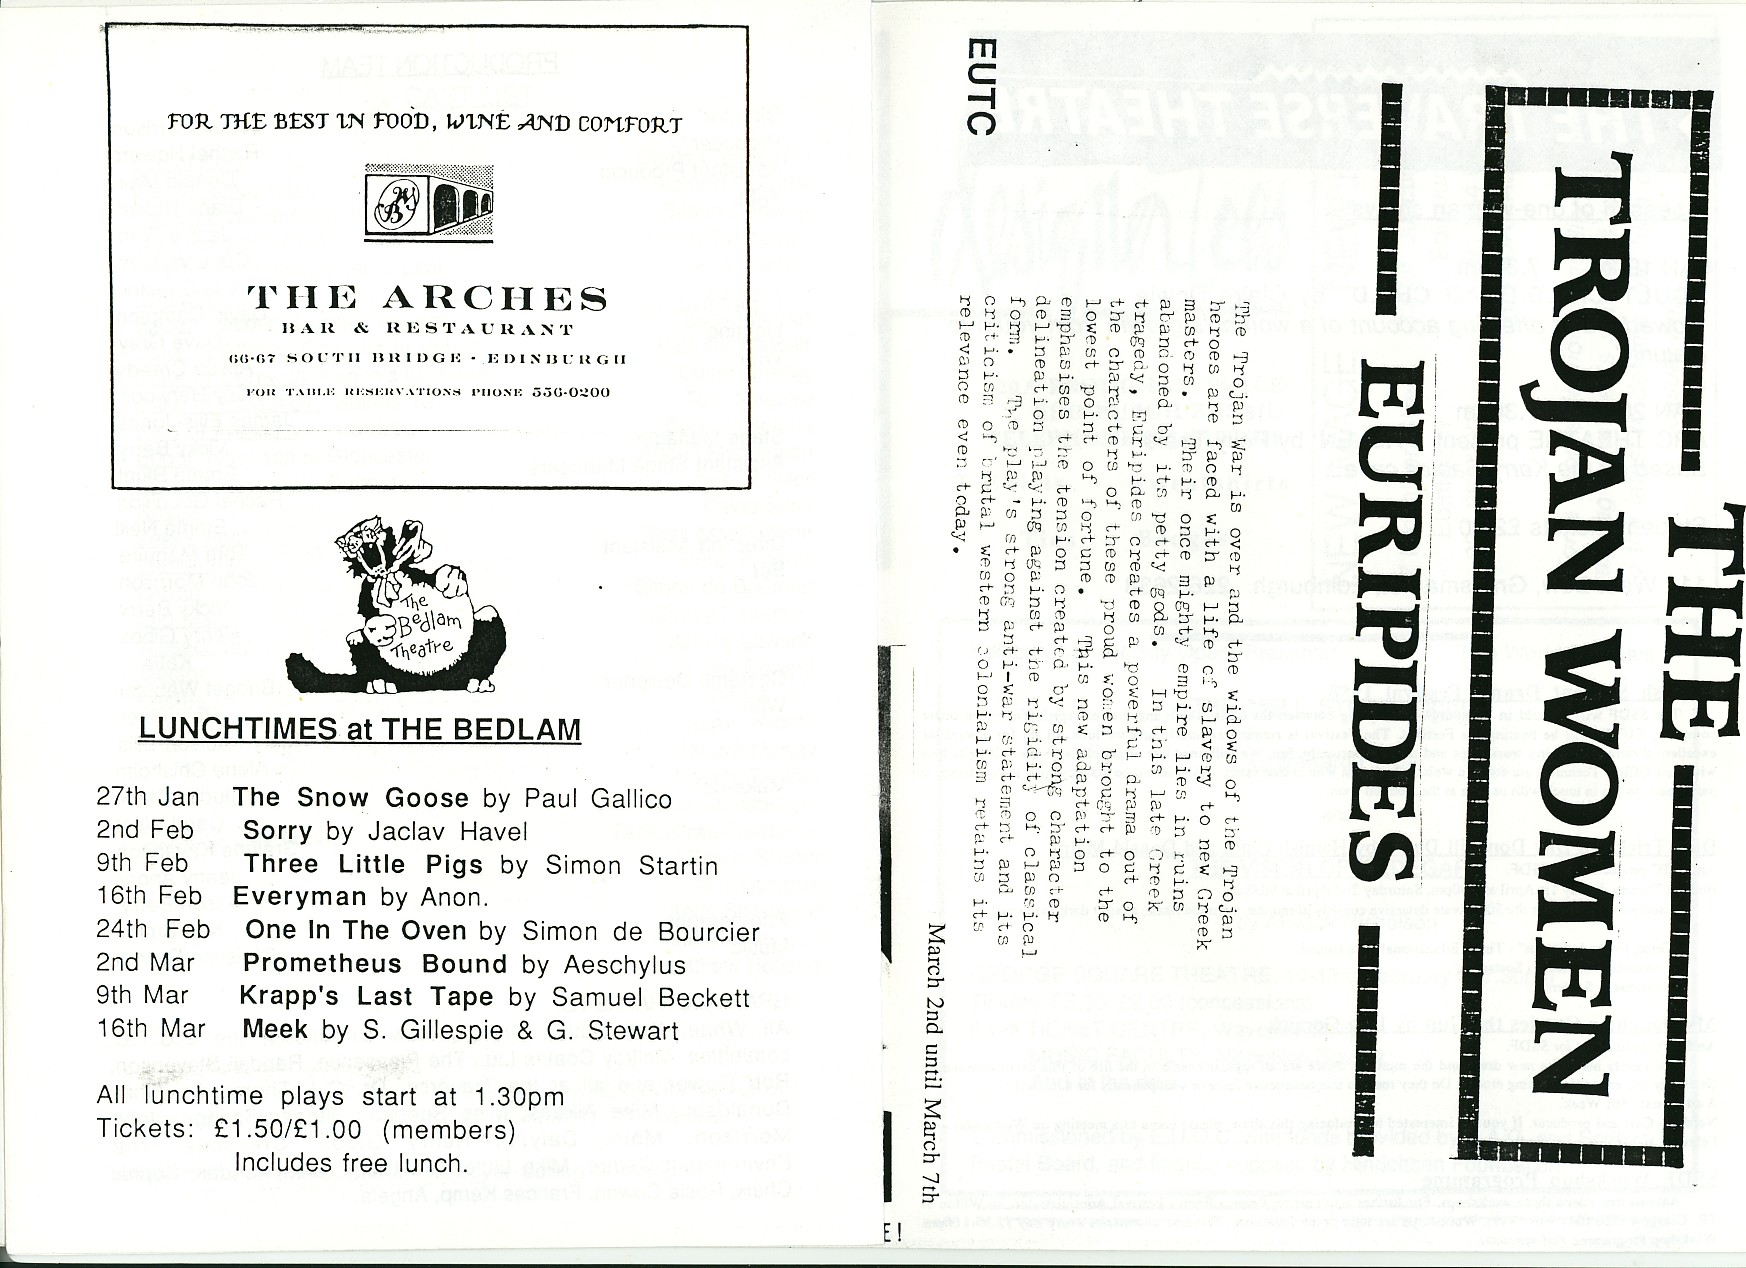 FOR THE BEST IN FOOD, WINE AND COMFORT
THE ARCHES
BAR & RESTAURANT
66-67 SOUTH BRIDGE · EDINBURGH
FOR TABLE RESERVATIONS PHONE 556-0200
The
Bedlam
Theatre
LUNCHTIMES at THE BEDLAM
27th Jan The Snow Goose by Paul Gallico
2nd Feb Sorry by Jaclav Havel
9th Feb Three Little Pigs by Simon Startin
16th Feb Everyman by Anon.
24th Feb One In The Oven by Simon de Bourcier
2nd Mar Prometheus Bound by Aeschylus
9th Mar Krapp's Last Tape by Samuel Beckett
16th Mar Meek by S. Gillespie & G. Stewart
All lunchtime plays start at 1.30pm
Tickets: £1.50/£1.00 (members)
Includes free lunch.
THE
TROJAN WOMEN
EURIPIDES
EUTC
The Trojan War is over and the widows of the Trojan
heroes are faced with a life of slavery to new Greek
masters. Their once mighty empire lies in ruins
abandoned by its petty gods. In this late Greek
tragedy, Euripides creates a powerful drama out of
the characters of these proud women brought to the
lowest point of fortune. This new adaptation
emphasises the tension created by strong character
delineation playing against the rigidity of classical
form. The play's strong anti-war statement and its
criticism of brutal western colonialism retains its
relevance even today.
March 2nd until March 7th
E!